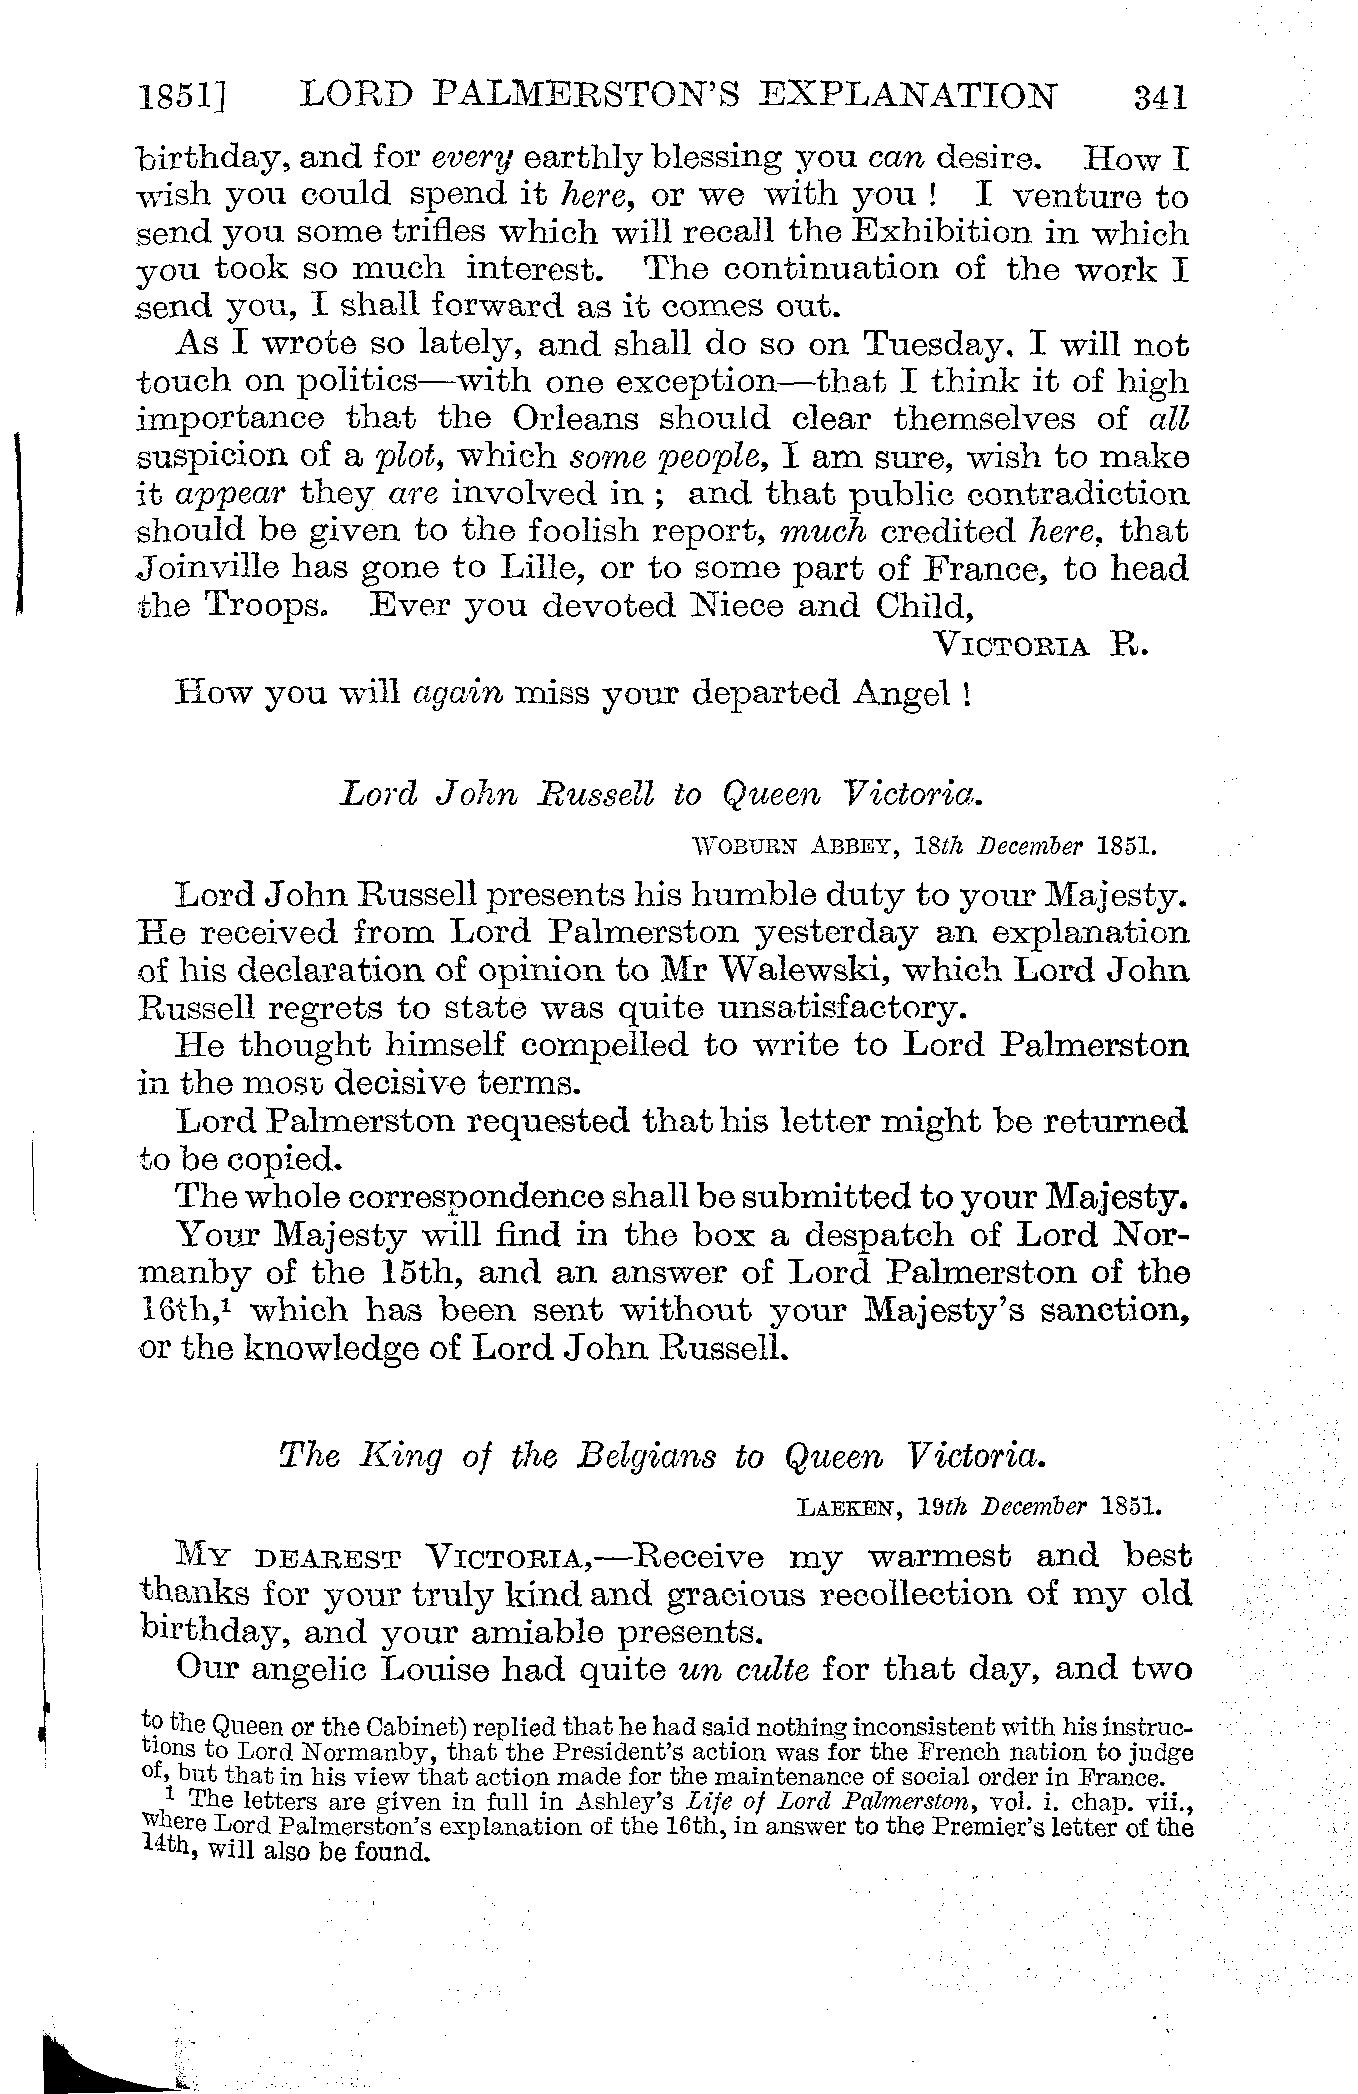 1851] LORD PALMERSTON'S EXPLANATION 341
birthday, and for every earthly blessing you can desire. How I
wish you could spend it here, or we with you ! I venture to
send you some trifles which will recall the Exhibition in which
you took so much interest. The continuation of the work I
send you, I shall forward as it comes out.
As I wrote so lately, and shall do so on Tuesday, I will not
touch on politics—with one exception—that I think it of high
importance that the Orleans should clear themselves of all
suspicion of a plot, which some people, I am sure, wish to make
it appear they are involved in ; and that public contradiction
should be given to the foolish report, much credited here, that
Joinville has gone to Lille, or to some part of France, to head
the Troops. Ever you devoted Niece and Child,
VICTORIA R.
How you will again miss your departed Angel !
Lord John Russell to Queen Victoria.
WOBURN ABBEY, 18th December 1851.
Lord John Russell presents his humble duty to your Majesty.
He received from Lord Palmerston yesterday an explanation
of his declaration of opinion to Mr Walewski, which Lord John
Russell regrets to state was quite unsatisfactory.
He thought himself compelled to write to Lord Palmerston
in the most decisive terms.
Lord Palmerston requested that his letter might be returned
to be copied.
The whole correspondence shall be submitted to your Majesty.
Your Majesty will find in the box a despatch of Lord Nor-
manby of the 15th, and an answer of Lord Palmerston of the
16th,¹ which has been sent without your Majesty's sanction,
or the knowledge of Lord John Russell.
The King of the Belgians to Queen Victoria.
LAEKEN, 19th December 1851.
MY DEAREST VICTORIA,—Receive my warmest and best
thanks for your truly kind and gracious recollection of my old
birthday, and your amiable presents.
Our angelic Louise had quite un culte for that day, and two
to the Queen or the Cabinet) replied that he had said nothing inconsistent with his instruc-
tions to Lord Normanby, that the President's action was for the French nation to judge
of, but that in his view that action made for the maintenance of social order in France.
¹ The letters are given in full in Ashley's Life of Lord Palmerston, vol. i. chap. vii.,
where Lord Palmerston's explanation of the 16th, in answer to the Premier's letter of the
14th, will also be found.